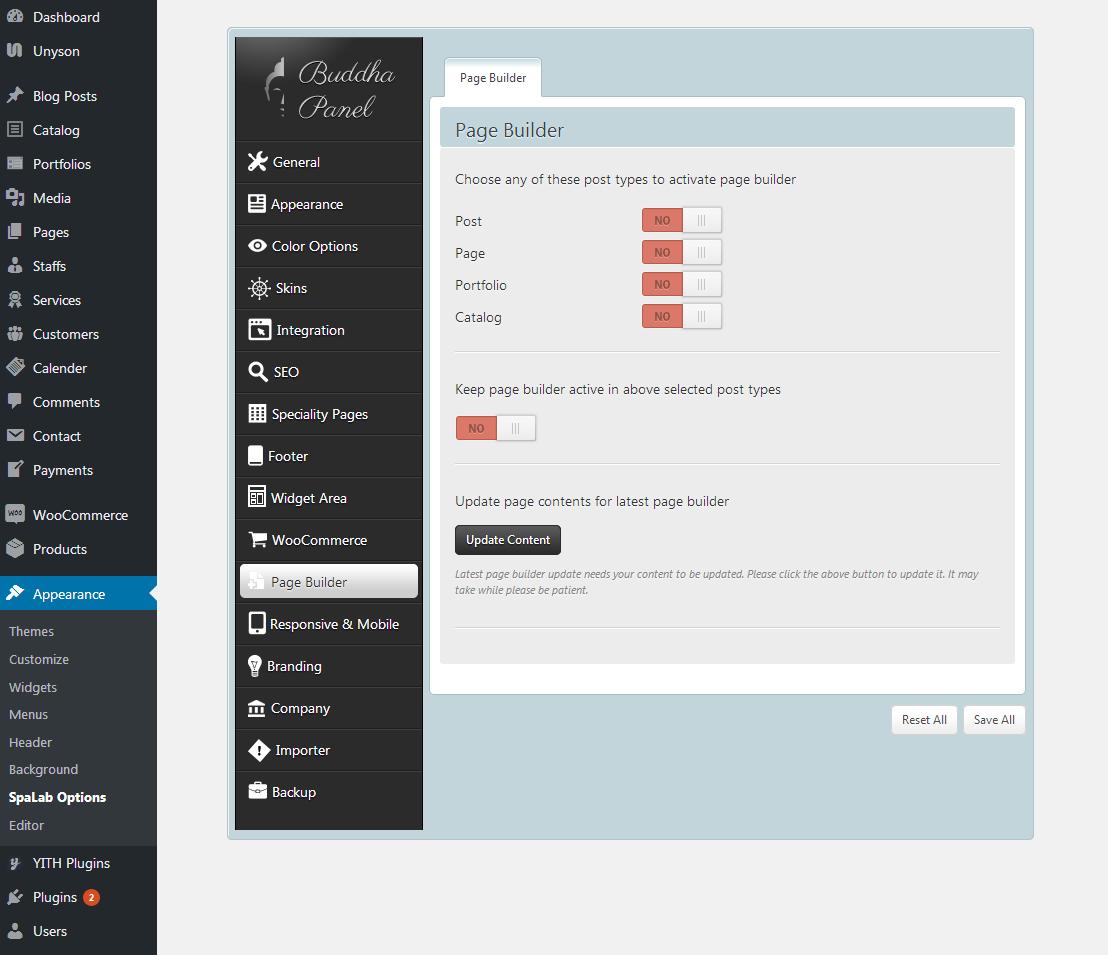 Dashboard
Unyson
Blog Posts
Catalog
Portfolios
Media
Pages
Staffs
Services
Customers
Calender
Comments
Contact
Payments
WOO WooCommerce
Products
Appearance
Themes
Customize
Widgets
Menus
Header
Background
SpaLab Options
Editor
YITH Plugins
Plugins 2
Users
Buddha
Panel
General
Appearance
Color Options
Skins
Integration
SEO
Speciality Pages
Footer
Widget Area
WooCommerce
Page Builder
Responsive & Mobile
Branding
Company
Importer
Backup
Page Builder
Page Builder
Choose any of these post types to activate page builder
Post NO
Page NO
Portfolio NO
Catalog NO
Keep page builder active in above selected post types
NO
Update page contents for latest page builder
Update Content
Latest page builder update needs your content to be updated. Please click the above button to update it. It may
take while please be patient.
Reset All
Save All